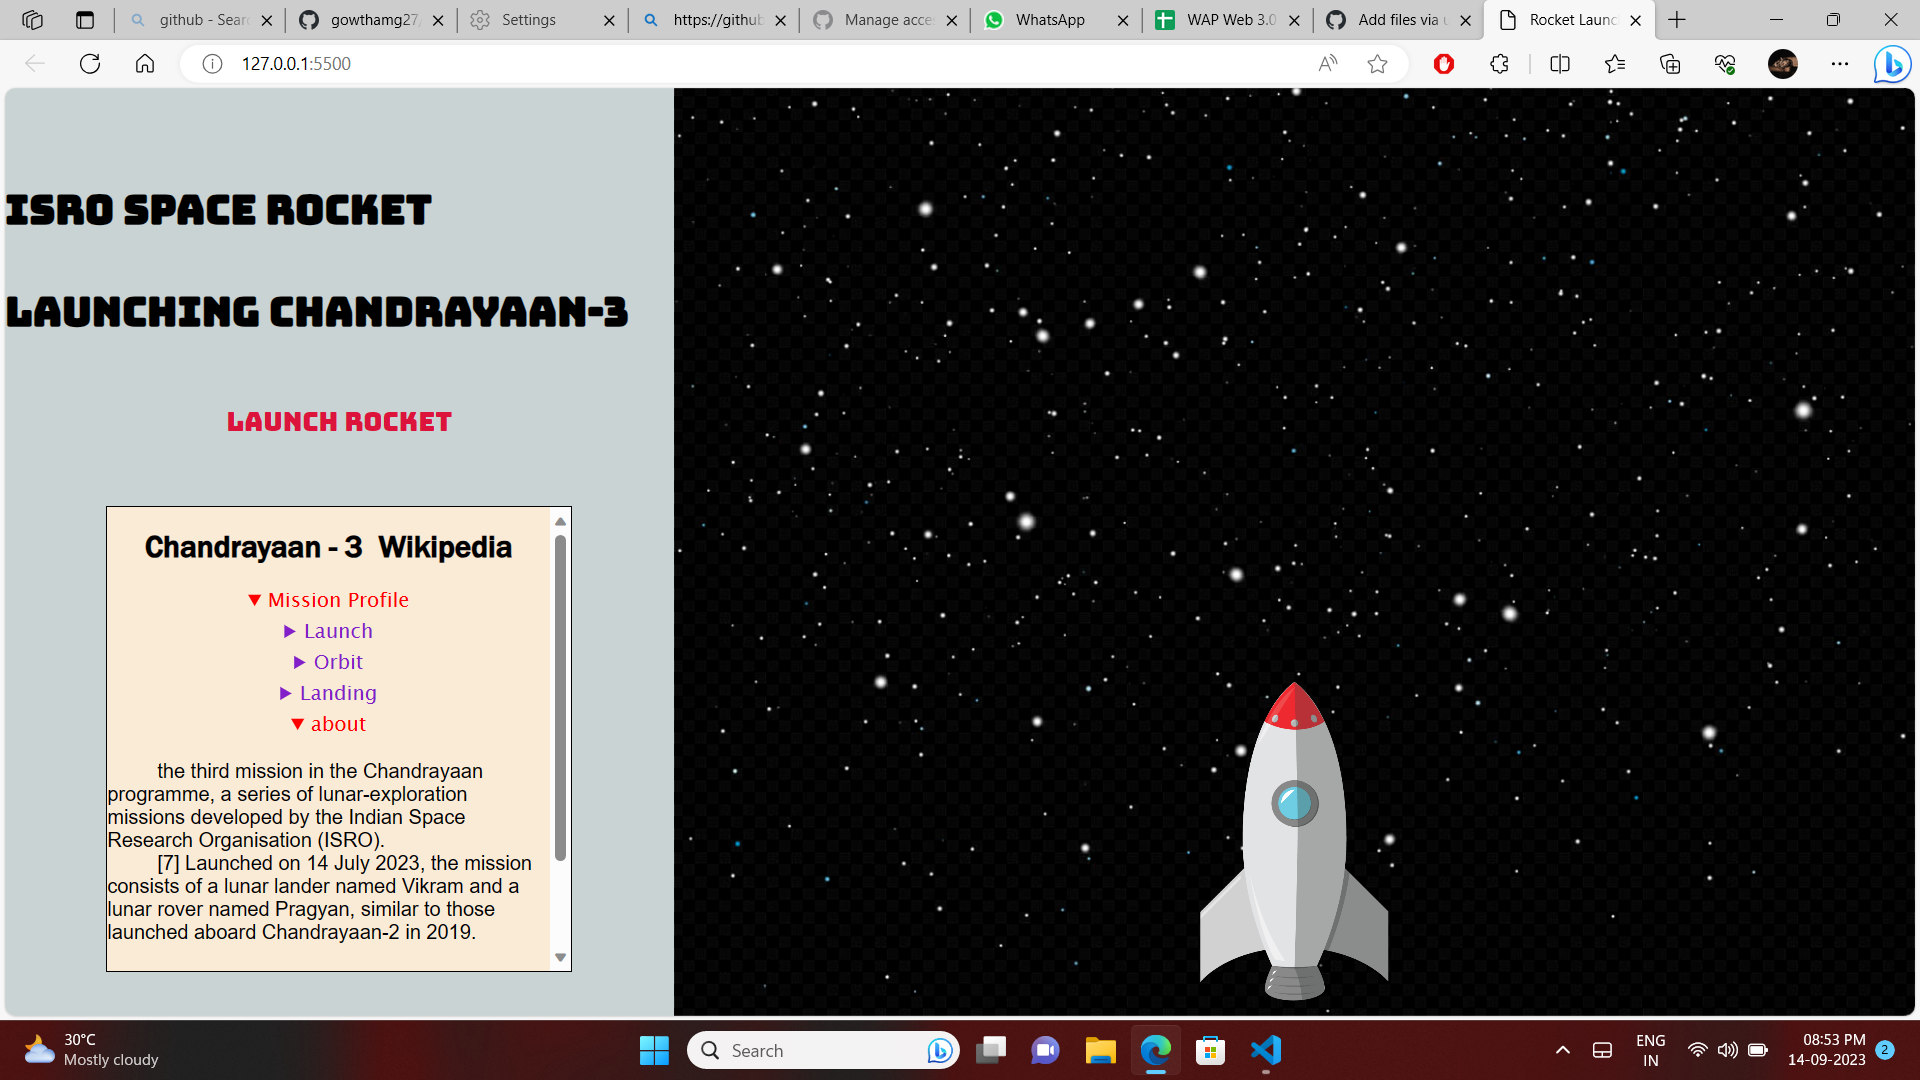 github - Sear
gowthamg27/
Settings
https://github
Manage acce
WhatsApp
WAP Web 3.0
Add files via u
Rocket Launc
127.0.0.1:5500
ISRO SPACE ROCKET
LAUNCHING CHANDRAYAAN-3
LAUNCH ROCKET
Chandrayaan - 3 Wikipedia
▼ Mission Profile
▶ Launch
▶ Orbit
▶ Landing
▼ about
the third mission in the Chandrayaan
programme, a series of lunar-exploration
missions developed by the Indian Space
Research Organisation (ISRO).
[7] Launched on 14 July 2023, the mission
consists of a lunar lander named Vikram and a
lunar rover named Pragyan, similar to those
launched aboard Chandrayaan-2 in 2019.
30°C
Mostly cloudy
Search
ENG
IN
08:53 PM
14-09-2023
2